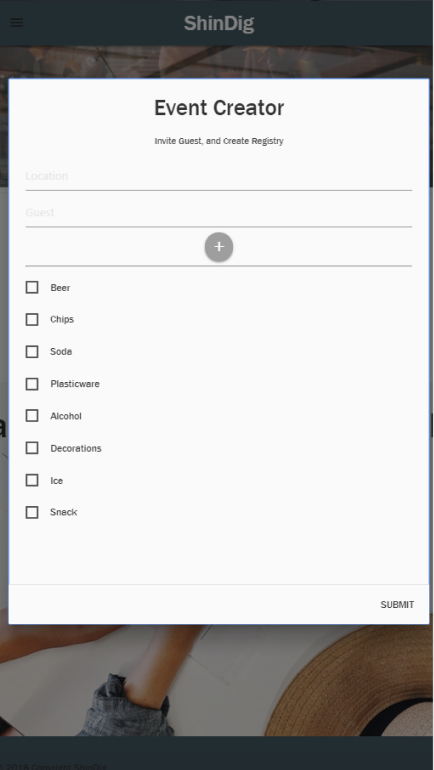 ShinDig
Event Creator
Invite Guest, and Create Registry
Location
Guest
+
Beer
Chips
Soda
Plasticware
Alcohol
Decorations
Ice
Snack
SUBMIT
2018 Copyright ShinDig